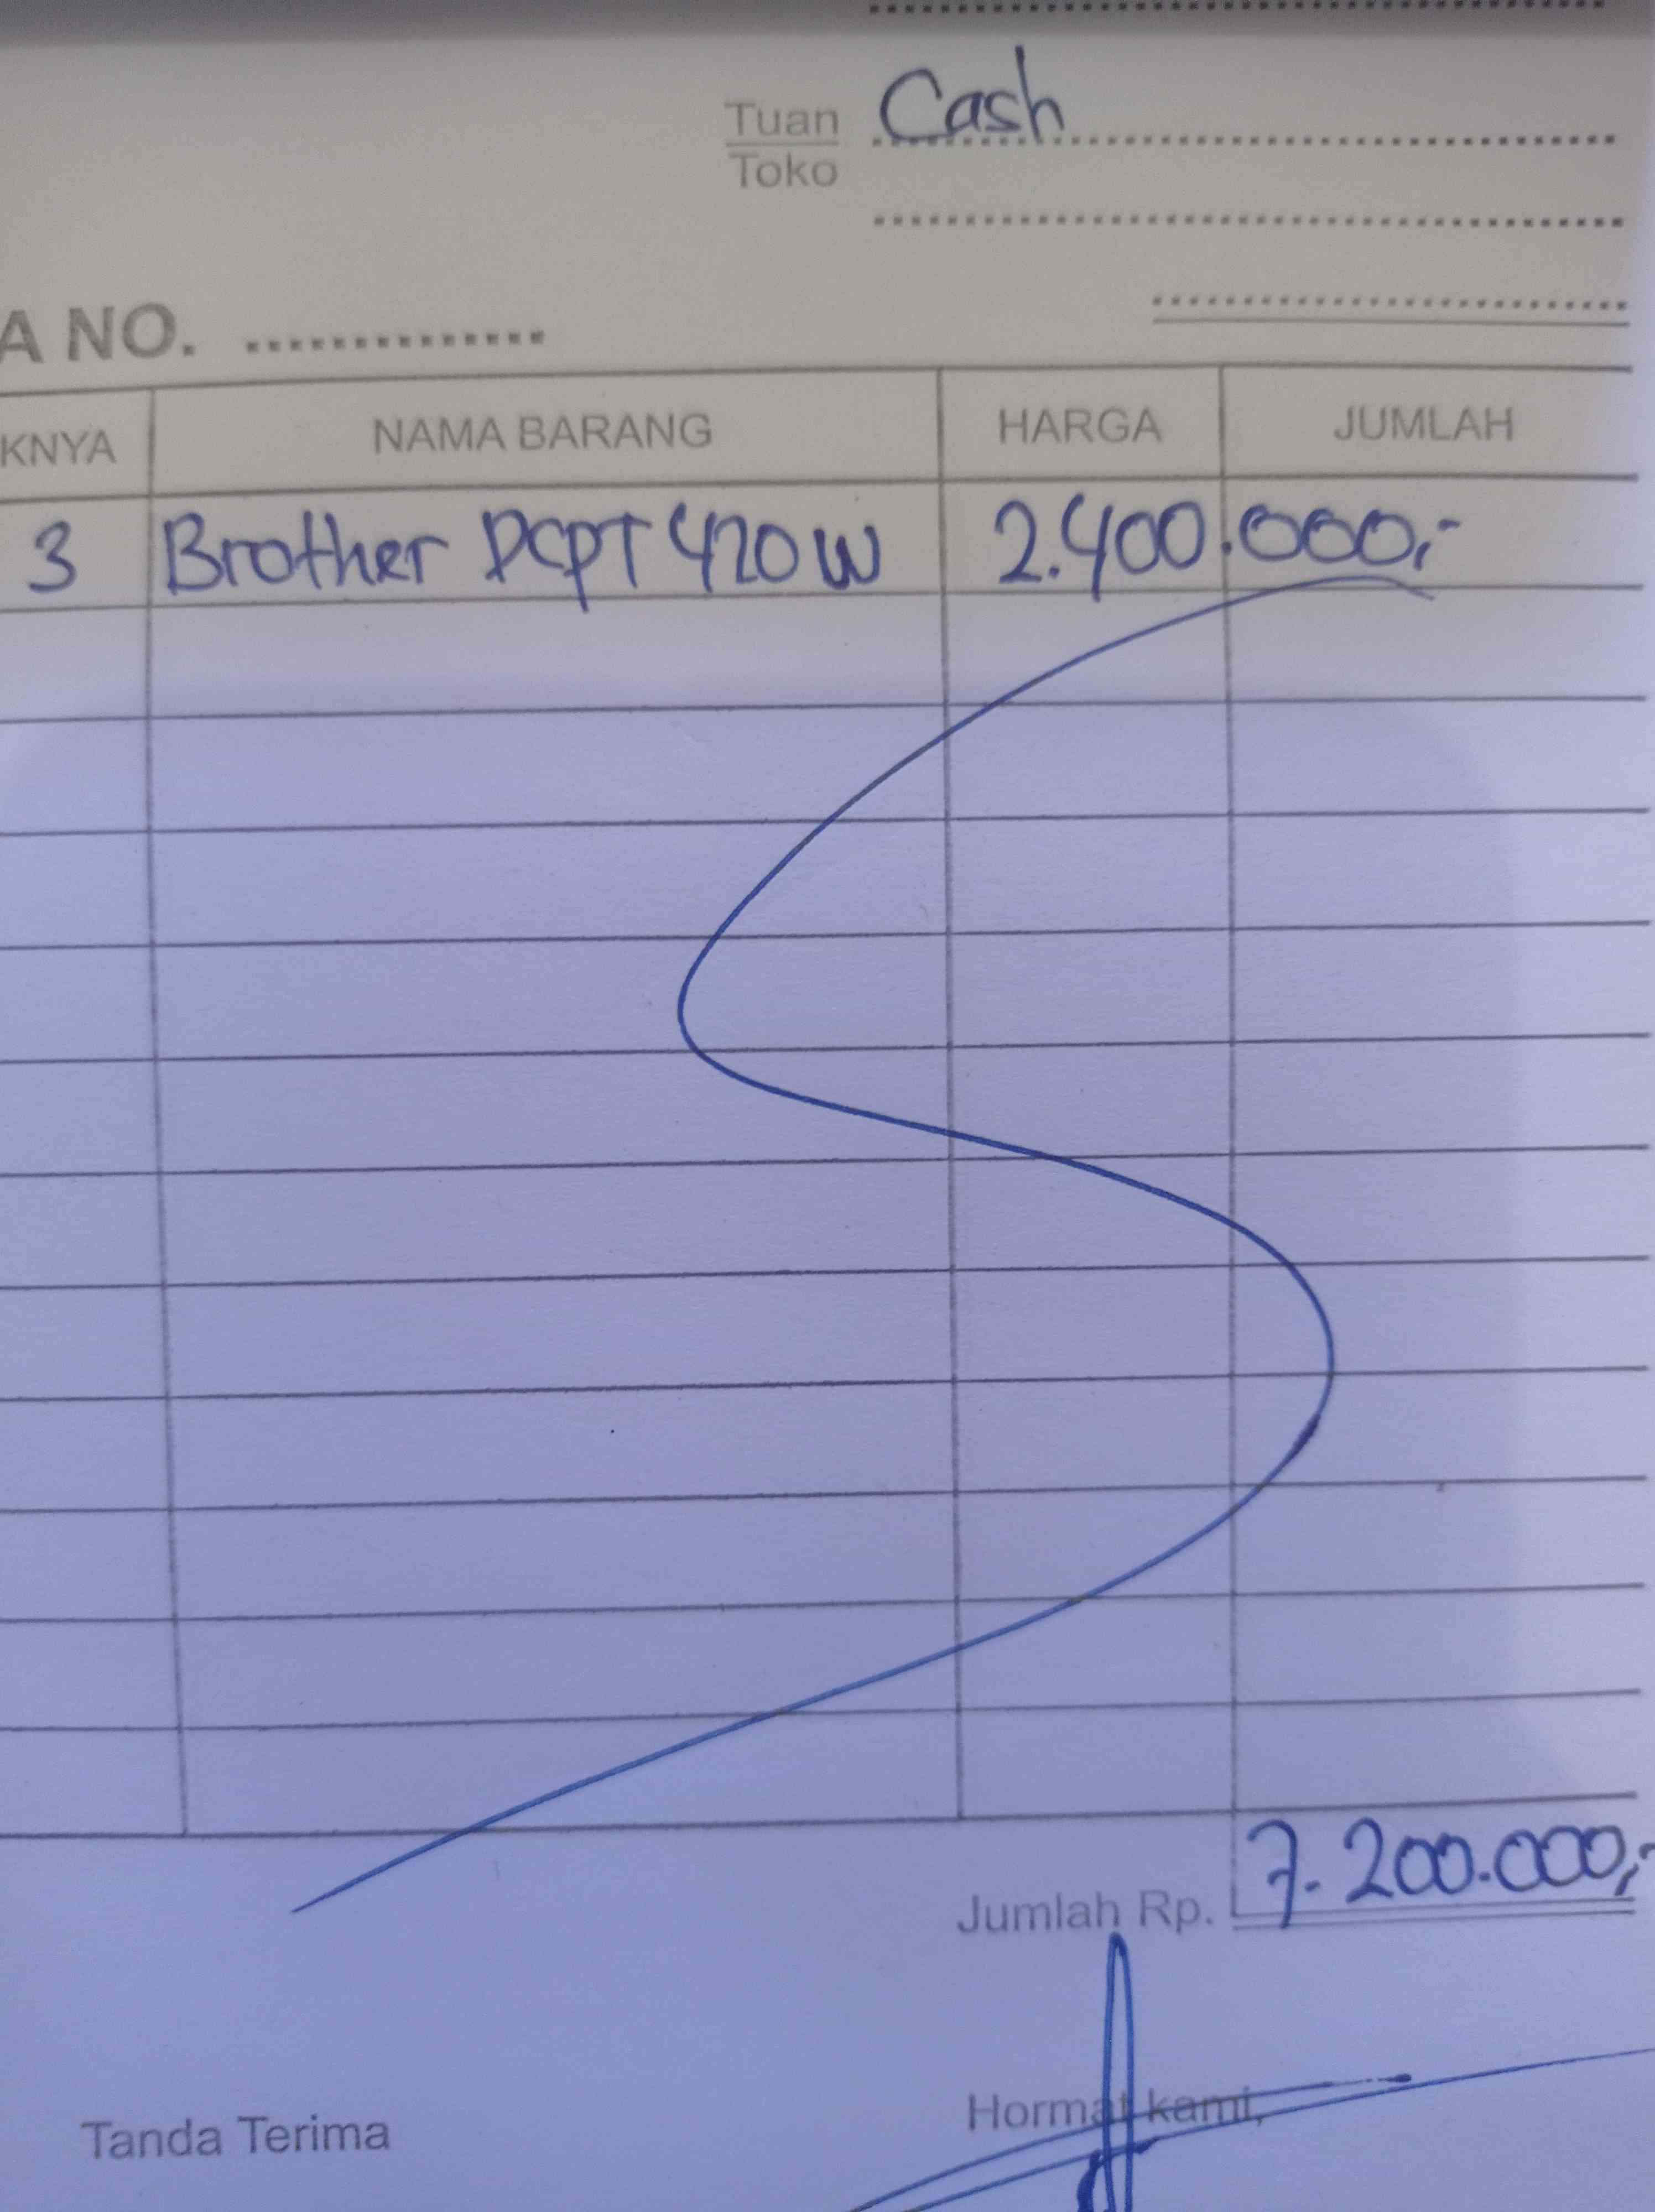 Tuan Cash
Toko
A NO. ..............
KNYA NAMA BARANG HARGA JUMLAH
3 Brother DCPT 420 W 2.400.000,-
Jumlah Rp. 7.200.000,-
Tanda Terima Hormat kami,